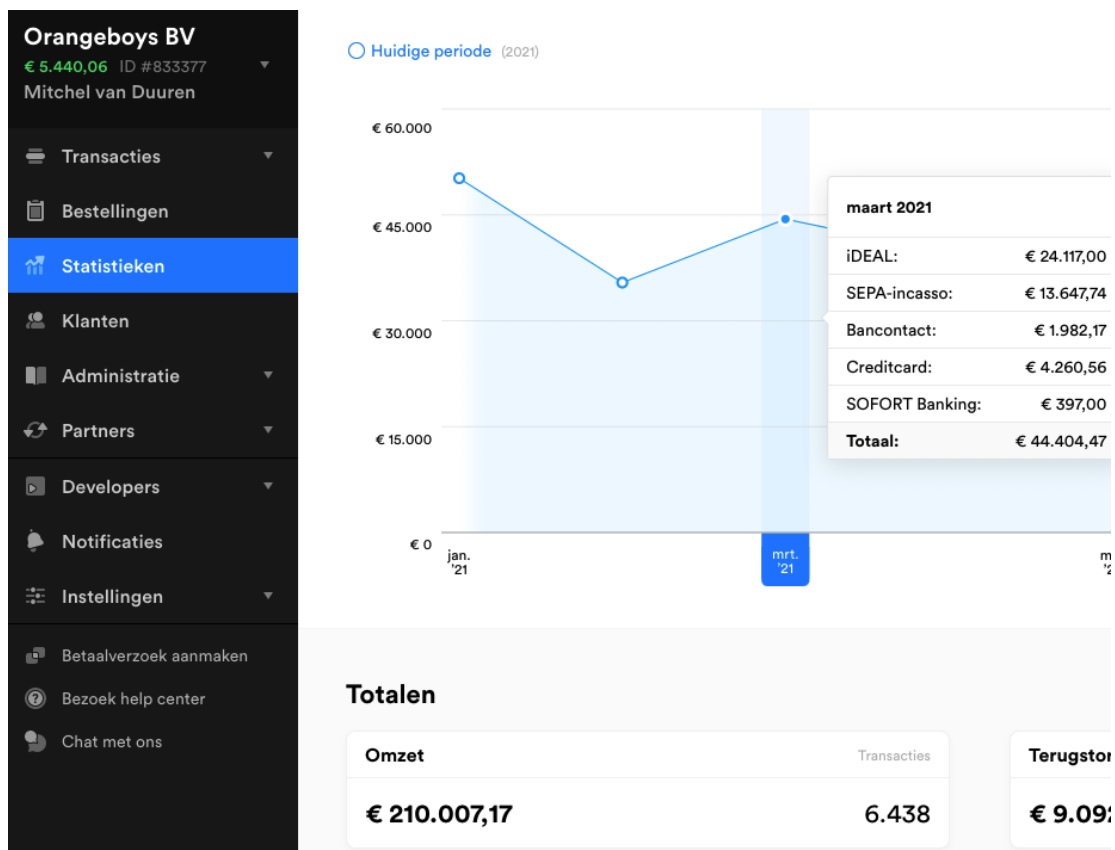 Orangeboys BV
€ 5.440,06 ID #833377
Mitchel van Duuren
Transacties
Bestellingen
Statistieken
Klanten
Administratie
Partners
Developers
Notificaties
Instellingen
Betaalverzoek aanmaken
Bezoek help center
Chat met ons
Huidige periode (2021)
€ 60.000
€ 45.000
€ 30.000
€ 15.000
€ 0
jan.
'21
mrt.
'21
maart 2021
iDEAL: € 24.117,00
SEPA-incasso: € 13.647,74
Bancontact: € 1.982,17
Creditcard: € 4.260,56
SOFORT Banking: € 397,00
Totaal: € 44.404,47
Totalen
Omzet Transacties
€ 210.007,17 6.438